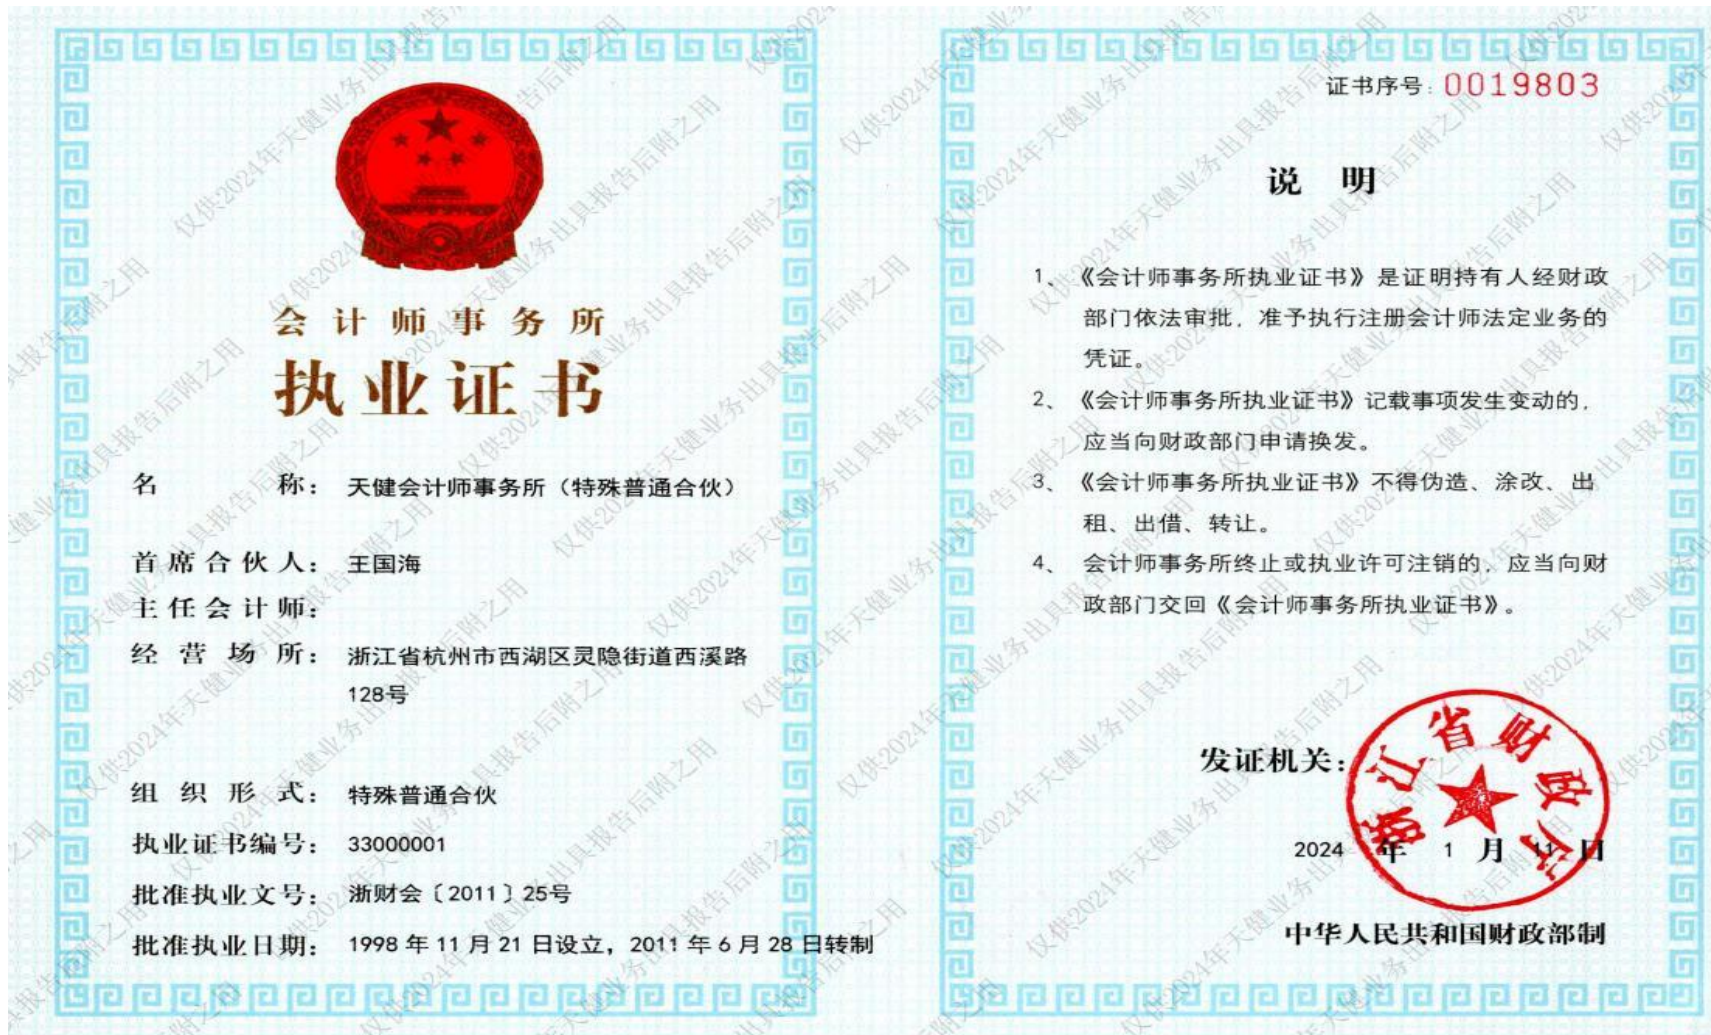 会计师事务所
执业证书
名称：天健会计师事务所（特殊普通合伙）
首席合伙人：王国海
主任会计师：
经营场所：浙江省杭州市西湖区灵隐街道西溪路
128号
组织形式：特殊普通合伙
执业证书编号：33000001
批准执业文号：浙财会〔2011〕25号
批准执业日期：1998年11月21日设立，2011年6月28日转制
证书序号：0019803
说明
1、《会计师事务所执业证书》是证明持有人经财政
部门依法审批，准予执行注册会计师法定业务的
凭证。
2、《会计师事务所执业证书》记载事项发生变动的，
应当向财政部门申请换发。
3、《会计师事务所执业证书》不得伪造、涂改、出
租、出借、转让。
4、会计师事务所终止或执业许可注销的，应当向财
政部门交回《会计师事务所执业证书》。
发证机关：
浙江省财政厅
2024年1月11日
中华人民共和国财政部制
仅供2024年天健业务出具报告后附之用